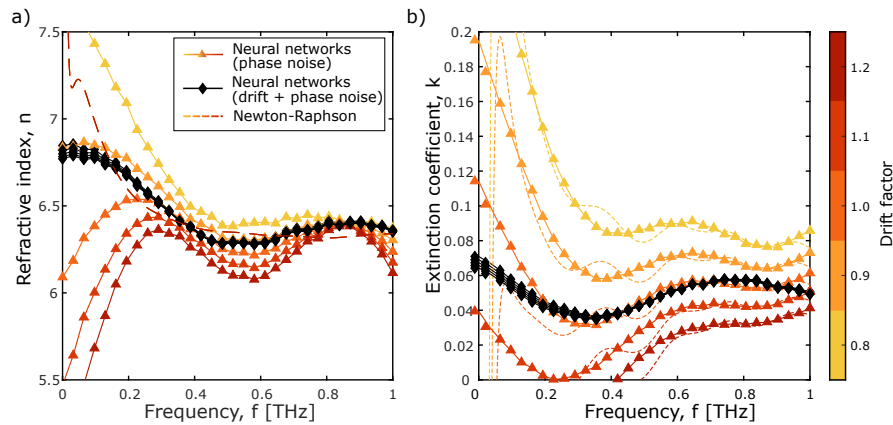 a)
Refractive index, n
7.5
7
6.5
6
5.5
0
0.2
0.4
0.6
0.8
1
Frequency, f [THz]
Neural networks
(phase noise)
Neural networks
(drift + phase noise)
Newton-Raphson
b)
Extinction coefficient, k
0.2
0.18
0.16
0.14
0.12
0.1
0.08
0.06
0.04
0.02
0
0
0.2
0.4
0.6
0.8
1
Frequency, f [THz]
1.2
1.1
1.0
0.9
0.8
Drift factor